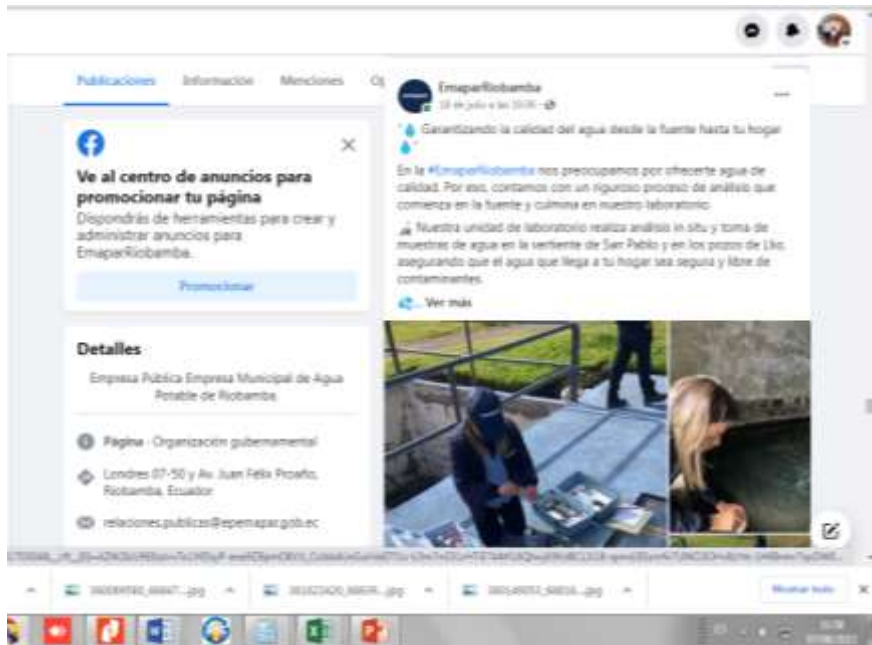 Publicaciones Información Menciones
EmaparRiobamba
18 de julio a las
Ve al centro de anuncios para
promocionar tu página
Dispondrás de herramientas para crear y
administrar anuncios para
EmaparRiobamba.
Promocionar
Garantizando la calidad del agua desde la fuente hasta tu hogar
En la #EmaparRiobamba nos preocupamos por ofrecerte agua de
calidad. Por eso, contamos con un riguroso proceso de análisis que
comienza en la fuente y culmina en nuestro laboratorio.
Nuestra unidad de laboratorio realiza análisis in situ y toma de
muestras de agua en la vertiente de San Pablo y en los pozos de Llio,
asegurando que el agua que llega a tu hogar sea segura y libre de
contaminantes.
... Ver más
Detalles
Empresa Pública Empresa Municipal de Agua
Potable de Riobamba.
Página · Organización gubernamental
Londres 07-50 y Av. Juan Félix Proaño,
Riobamba, Ecuador
relaciones.publicas@epemapar.gob.ec
Mostrar todo